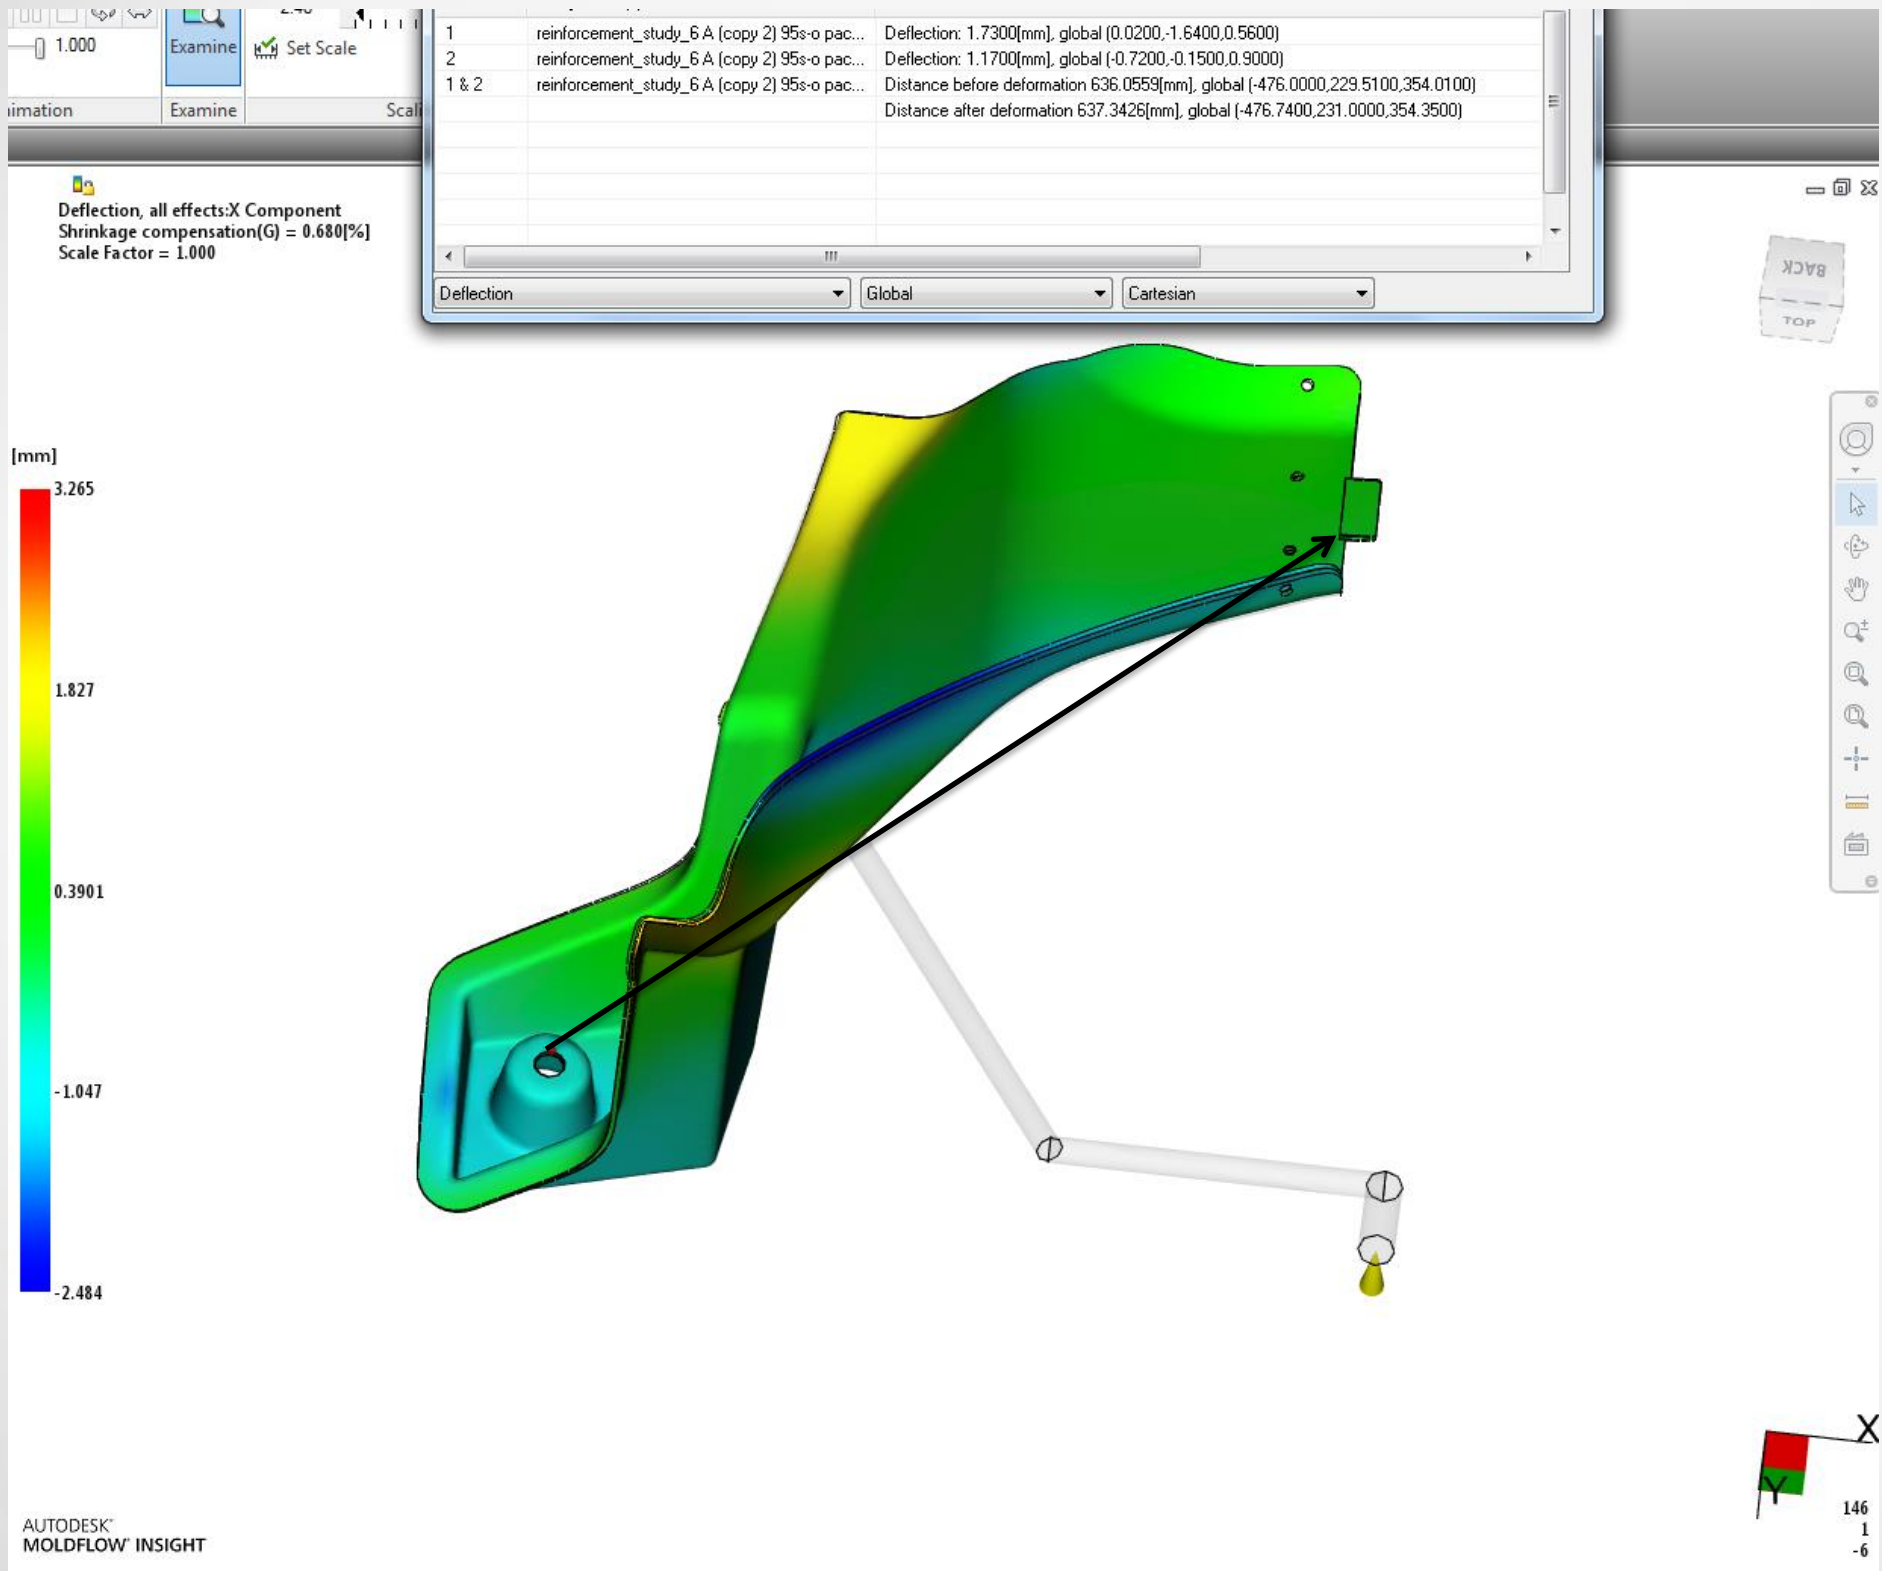 1.000
Examine
Set Scale
imation
Examine
Scali
1 reinforcement_study_6 A (copy 2) 95s-o pac... Deflection: 1.7300[mm], global (0.0200,-1.6400,0.5600)
2 reinforcement_study_6 A (copy 2) 95s-o pac... Deflection: 1.1700[mm], global (-0.7200,-0.1500,0.9000)
1 & 2 reinforcement_study_6 A (copy 2) 95s-o pac... Distance before deformation 636.0559[mm], global (-476.0000,229.5100,354.0100)
Distance after deformation 637.3426[mm], global (-476.7400,231.0000,354.3500)
Deflection Global Cartesian
Deflection, all effects:X Component
Shrinkage compensation(G) = 0.680[%]
Scale Factor = 1.000
BACK
TOP
[mm]
3.265
1.827
0.3901
-1.047
-2.484
X
Y
146
1
-6
AUTODESK®
MOLDFLOW® INSIGHT